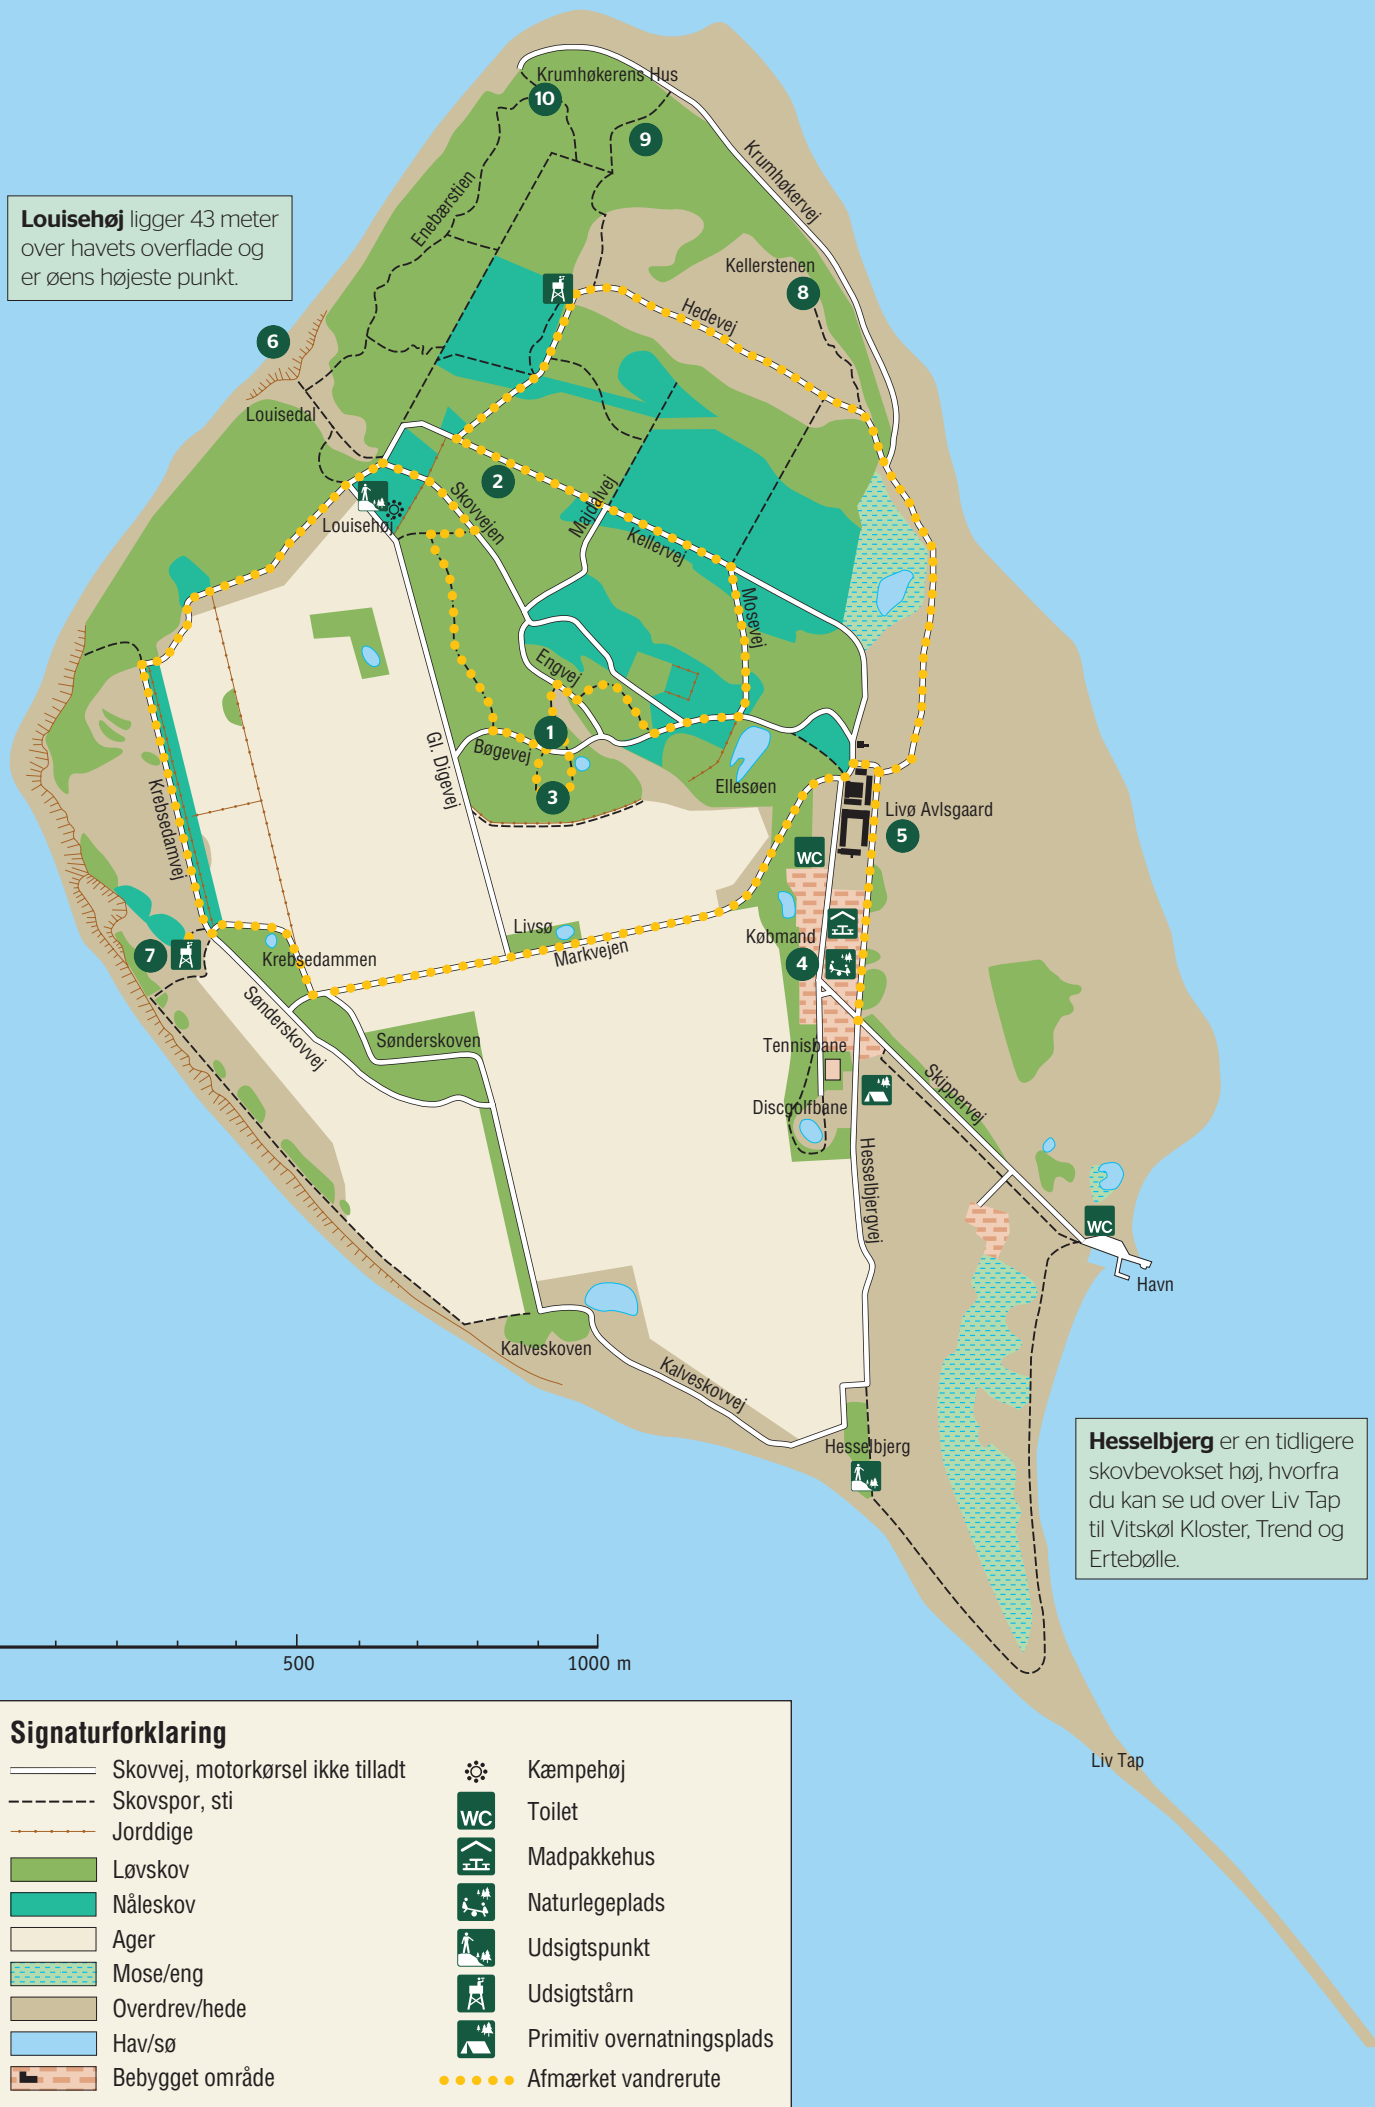 Krumhøkerens Hus
10
9
Krumhøkervej
Enebærstien
Louisehøj ligger 43 meter
over havets overflade og
er øens højeste punkt.
Kellerstenen
8
Hedevej
6
Louisedal
2
Skovvejen
Majdalvej
Louisehøj
Kellervej
Mosevej
Engvej
1
Gl. Digevej
Bøgevej
Ellesøen
3
Krebsedamvej
Livø Avlsgaard
5
WC
Livsø
Købmand
Markvejen
7
Krebsedammen
4
Sønderskovvej
Sønderskoven
Tennisbane
Skippervej
Discgolfbane
Hesselbjergvej
WC
Havn
Kalveskoven
Kalveskovvej
Hesselbjerg
Hesselbjerg er en tidligere
skovbevokset høj, hvorfra
du kan se ud over Liv Tap
til Vitskøl Kloster, Trend og
Ertebølle.
500
1000 m
Liv Tap
Signaturforklaring
Skovvej, motorkørsel ikke tilladt
Skovspor, sti
Jorddige
Løvskov
Nåleskov
Ager
Mose/eng
Overdrev/hede
Hav/sø
Bebygget område
Kæmpehøj
WC
Toilet
Madpakkehus
Naturlegeplads
Udsigtspunkt
Udsigtstårn
Primitiv overnatningsplads
Afmærket vandrerute